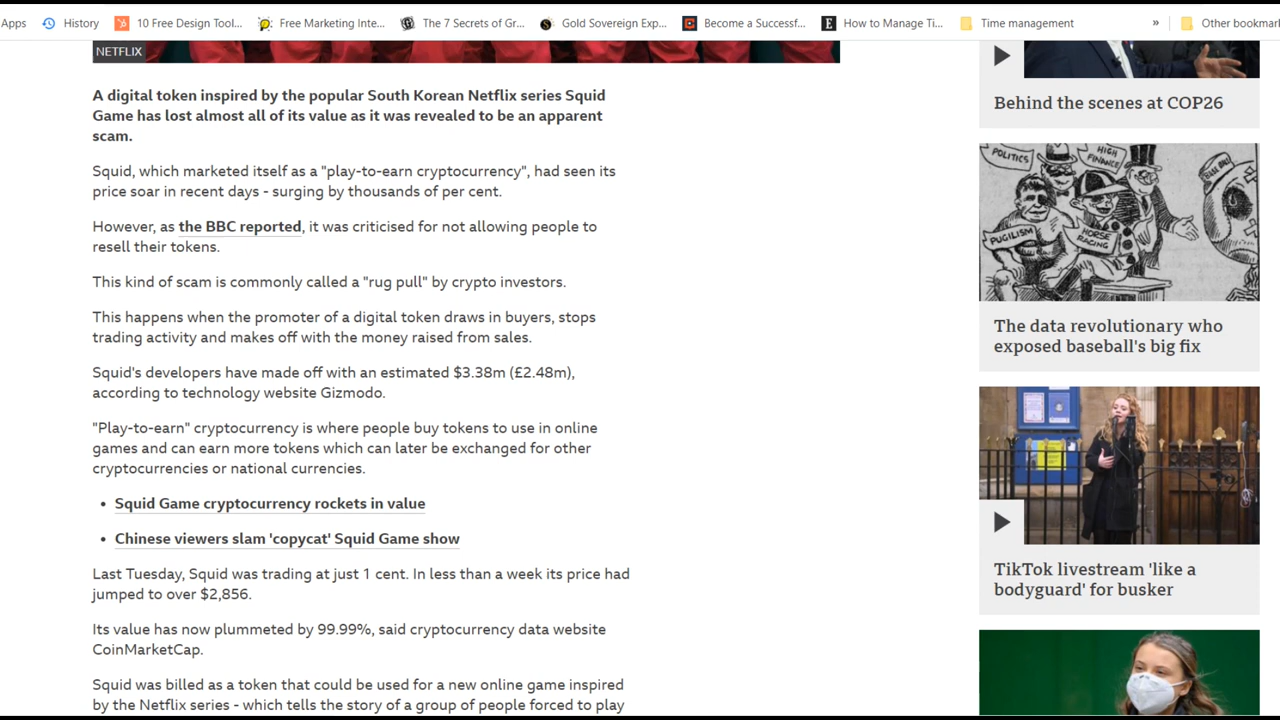 Apps
History
10 Free Design Tool...
Free Marketing Inte...
The 7 Secrets of Gr...
Gold Sovereign Exp...
Become a Successf...
How to Manage Ti...
Time management
»
Other bookmar
NETFLIX
A digital token inspired by the popular South Korean Netflix series Squid
Game has lost almost all of its value as it was revealed to be an apparent
scam.
Squid, which marketed itself as a "play-to-earn cryptocurrency", had seen its
price soar in recent days - surging by thousands of per cent.
However, as the BBC reported, it was criticised for not allowing people to
resell their tokens.
This kind of scam is commonly called a "rug pull" by crypto investors.
This happens when the promoter of a digital token draws in buyers, stops
trading activity and makes off with the money raised from sales.
Squid's developers have made off with an estimated $3.38m (£2.48m),
according to technology website Gizmodo.
"Play-to-earn" cryptocurrency is where people buy tokens to use in online
games and can earn more tokens which can later be exchanged for other
cryptocurrencies or national currencies.
• Squid Game cryptocurrency rockets in value
• Chinese viewers slam 'copycat' Squid Game show
Last Tuesday, Squid was trading at just 1 cent. In less than a week its price had
jumped to over $2,856.
Its value has now plummeted by 99.99%, said cryptocurrency data website
CoinMarketCap.
Squid was billed as a token that could be used for a new online game inspired
by the Netflix series - which tells the story of a group of people forced to play
Behind the scenes at COP26
POLITICS
HIGH
FINANCE
BASE BALL
PUGILISM
HORSE
RACING
The data revolutionary who
exposed baseball's big fix
TikTok livestream 'like a
bodyguard' for busker